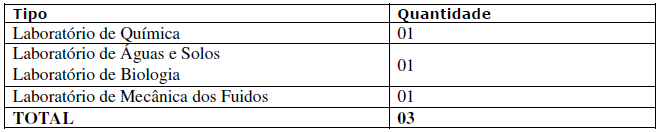 Tipo Quantidade
Laboratório de Química 01
Laboratório de Águas e Solos
Laboratório de Biologia 01
Laboratório de Mecânica dos Fuidos 01
TOTAL 03